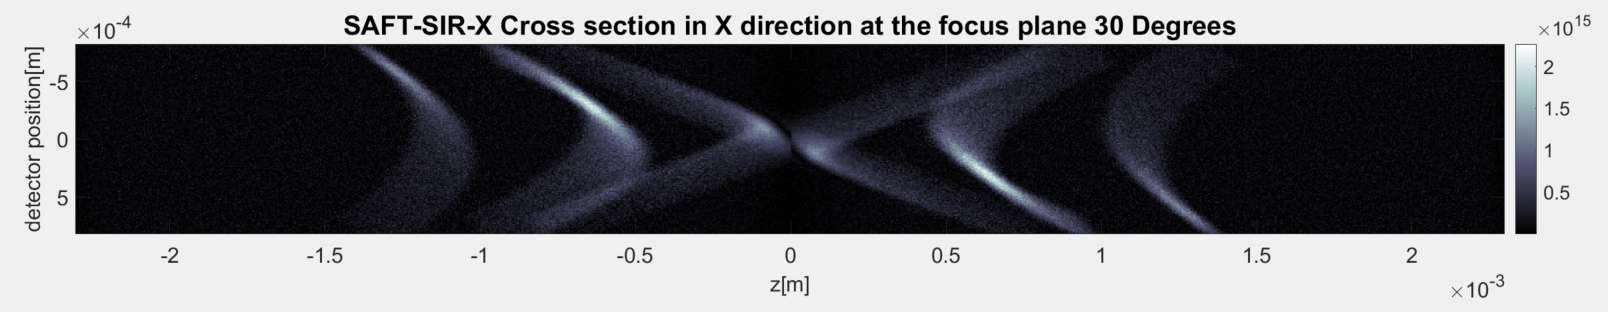 SAFT-SIR-X Cross section in X direction at the focus plane 30 Degrees
×10⁻⁴
×10¹⁵
detector position[m]
-5
0
5
2
1.5
1
0.5
-2 -1.5 -1 -0.5 0 0.5 1 1.5 2
z[m]
×10⁻³